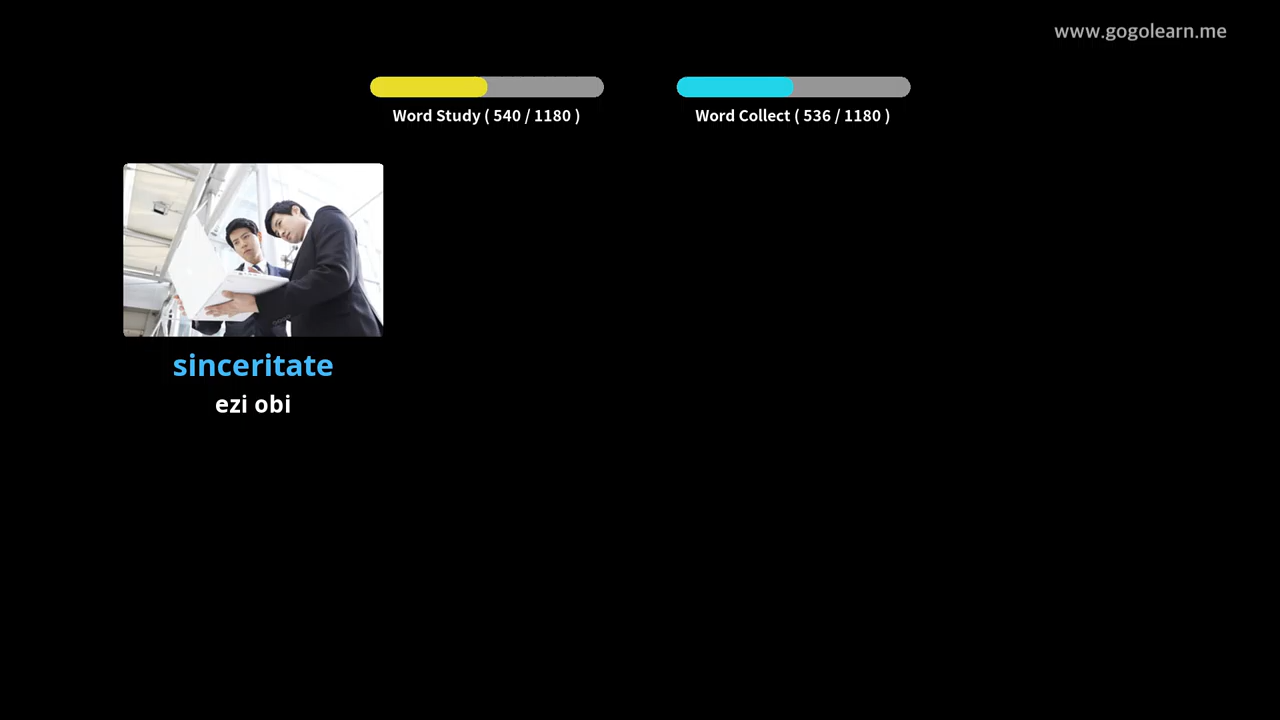 www.gogolearn.me
Word Study ( 540 / 1180 )
Word Collect ( 536 / 1180 )
sinceritate
ezi obi